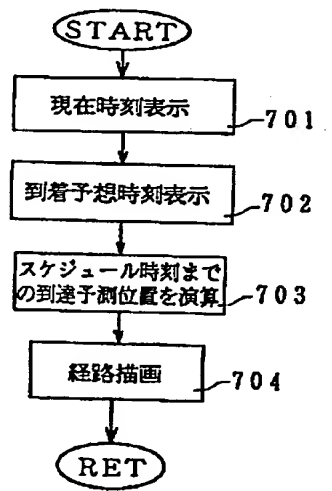 START
現在時刻表示
701
到着予想時刻表示
702
スケジュール時刻まで
の到達予測位置を演算
703
経路描画
704
RET